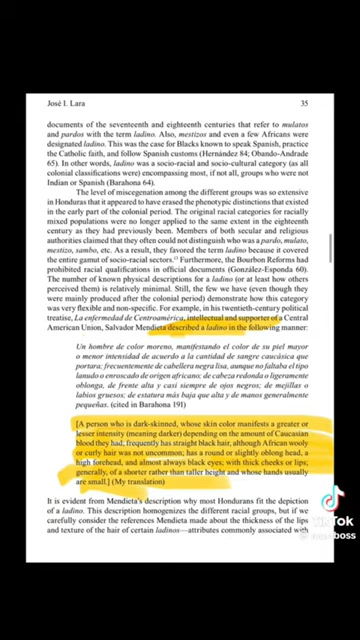 José I. Lara
35
documents of the seventeenth and eighteenth centuries that refer to mulatos
and pardos with the term ladino. Also, mestizos and even a few Africans were
designated ladino. This was the case for Blacks known to speak Spanish, practice
the Catholic faith, and follow Spanish customs (Hernández 84; Obando-Andrade
65). In other words, ladino was a socio-racial and socio-cultural category (as all
colonial classifications were) encompassing most, if not all, groups who were not
Indian or Spanish (Barahona 64).
The level of miscegenation among the different groups was so extensive in
Honduras that it appeared to have erased the phenotypic distinctions that existed
in the early part of the colonial period. The original racial categories for racially
mixed populations were no longer applied to the same extent in the eighteenth
century as they had previously been. Members of both secular and religious
authorities claimed that they often could not distinguish who was a pardo, mulato,
mestizo, sambo, etc. As a result, they favored the term ladino because it covered
the entire gamut of socio-racial sectors. Further, the Bourbon Reforms had
prohibited racial qualifications in official documents (González-Esponda 60).
The number of known physical descriptions for a ladino (or at least how others
perceived them) is relatively minimal. Still, the few we have (even though they
were mainly produced after the colonial period) demonstrate how this category
was very flexible and non-specific. For example, in his twentieth-century political
treatise, La enfermedad de Centroamérica, intellectual and supporter of a Central
American Union, Salvador Mendieta described a ladino in the following manner:
Un hombre de color moreno, manifestando el color de su piel mayor
o menor intensidad de acuerdo a la cantidad de sangre caucásica que
portara; frecuentemente de cabellera negra lisa, aunque no faltaba el tipo
lanudo o enroscado de origen africano; de cabeza redonda o ligeramente
oblonga, de frente alta y casi siempre de ojos negros; de mejillas o
labios gruesos; de estatura más baja que alta y de manos generalmente
pequeñas. (cited in Barahona 191)
[A person who is dark-skinned, whose skin color manifests a greater or
lesser intensity (meaning darker) depending on the amount of Caucasian
blood they had, frequently has straight black hair, although African wooly
or curly hair was not uncommon; has a round or slightly oblong head, a
high forehead, and almost always black eyes; with thick cheeks or lips;
generally, of a shorter rather than taller height and whose hands usually
are small.] (My translation)
It is evident from Mendieta's description why most Hondurans fit the depiction
of a ladino. This description homogenizes the different racial groups, but if we
carefully consider the references Mendieta made about the thickness of the lips
and texture of the hair of certain ladinos—attributes commonly associated with
TikTok